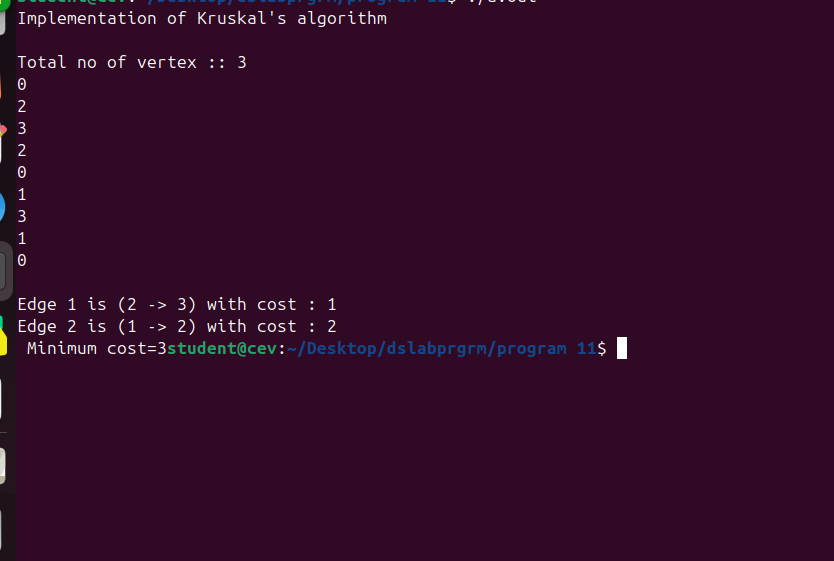 Implementation of Kruskal's algorithm
Total no of vertex :: 3
0
2
3
2
0
1
3
1
0
Edge 1 is (2 -> 3) with cost : 1
Edge 2 is (1 -> 2) with cost : 2
Minimum cost=3student@cev:~/Desktop/dslabprgrm/program 11$